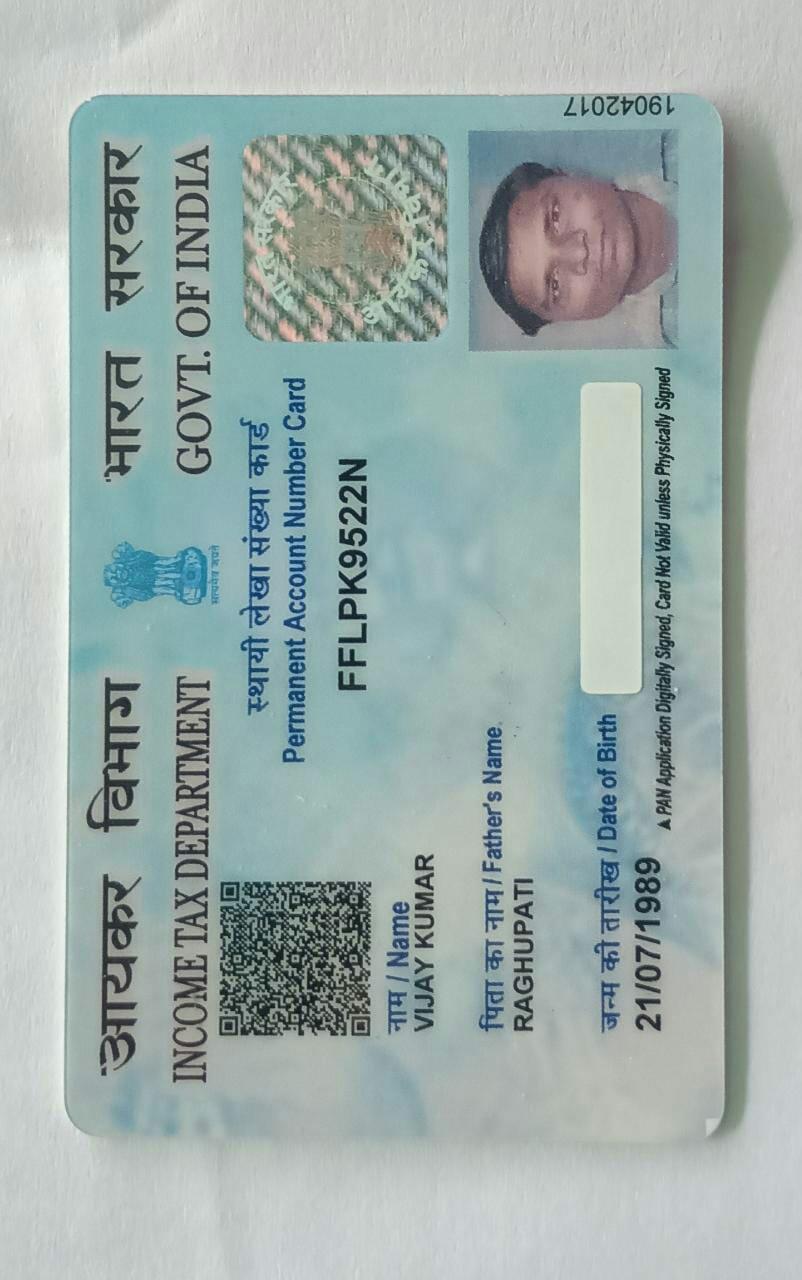 आयकर विभाग
INCOME TAX DEPARTMENT
भारत सरकार
GOVT. OF INDIA
सत्यमेव जयते
स्थायी लेखा संख्या कार्ड
Permanent Account Number Card
FFLPK9522N
नाम / Name
VIJAY KUMAR
पिता का नाम / Father's Name
RAGHUPATI
जन्म की तारीख / Date of Birth
21/07/1989
PAN Application Digitally Signed, Card Not Valid unless Physically Signed
19042017